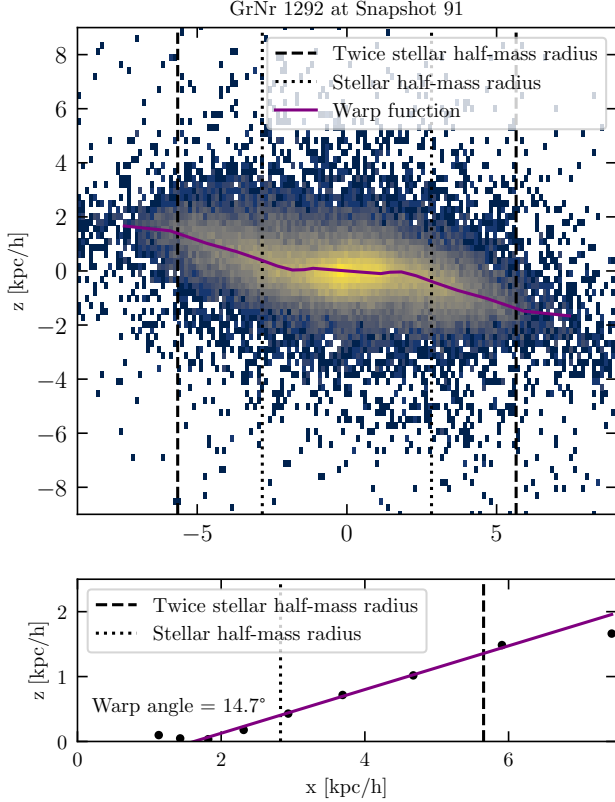 GrNr 1292 at Snapshot 91
Twice stellar half-mass radius
Stellar half-mass radius
Warp function
8
6
4
2
0
−2
−4
−6
−8
z [kpc/h]
−5 0 5
Twice stellar half-mass radius
Stellar half-mass radius
Warp angle = 14.7°
2
1
0
z [kpc/h]
0 2 4 6
x [kpc/h]